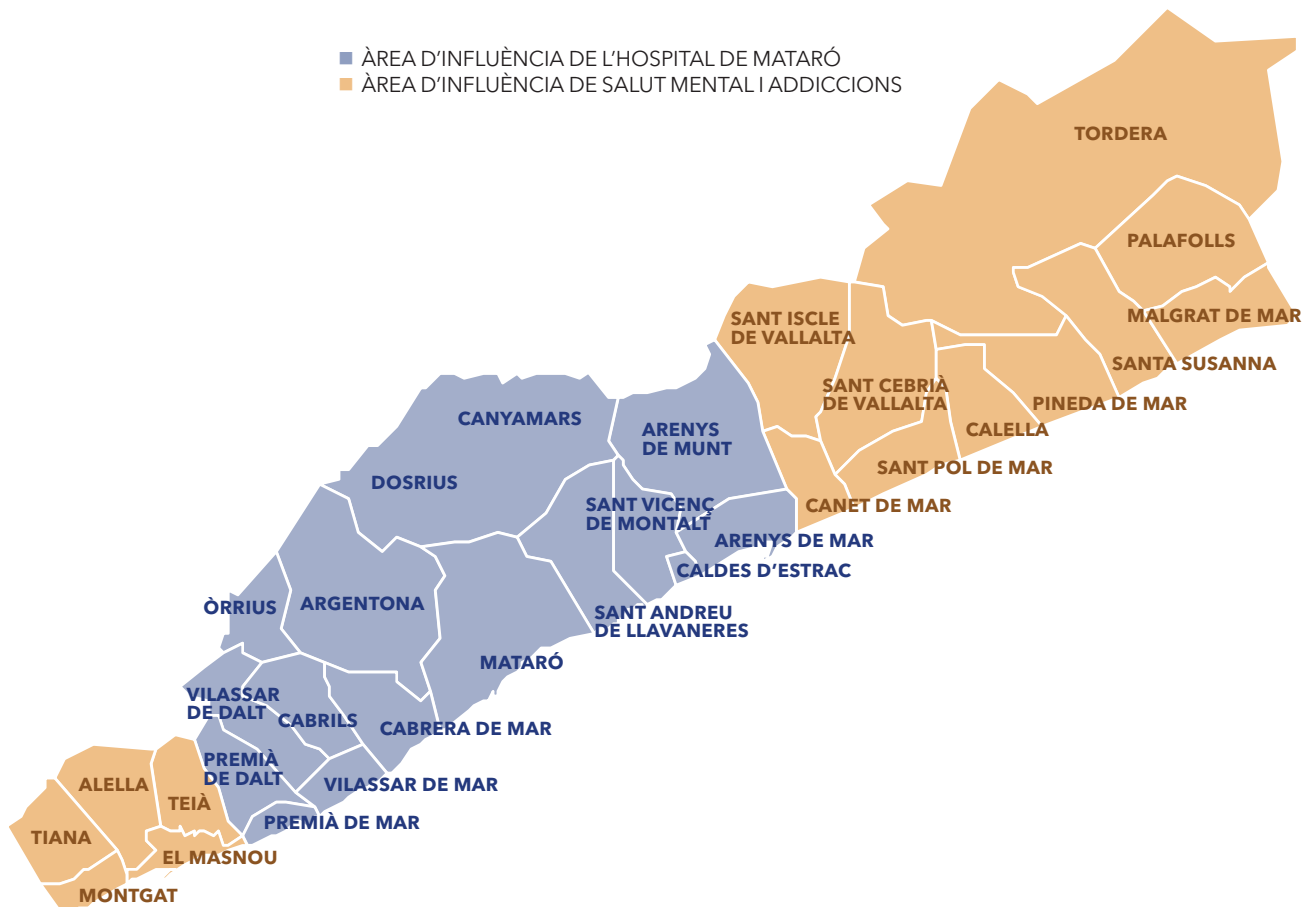 ÀREA D'INFLUÈNCIA DE L'HOSPITAL DE MATARÓ
ÀREA D'INFLUÈNCIA DE SALUT MENTAL I ADDICCIONS
TORDERA
PALAFOLLS
MALGRAT DE MAR
SANT ISCLE
DE VALLALTA
SANTA SUSANNA
SANT CEBRIÀ
DE VALLALTA
PINEDA DE MAR
CANYAMARS
ARENYS
DE MUNT
CALELLA
SANT POL DE MAR
DOSRIUS
SANT VICENÇ
DE MONTALT
CANET DE MAR
ARENYS DE MAR
CALDES D’ESTRAC
ÒRRIUS
ARGENTONA
SANT ANDREU
DE LLAVANERES
MATARÓ
VILASSAR
DE DALT
CABRILS
CABRERA DE MAR
PREMIÀ
DE DALT
ALELLA
VILASSAR DE MAR
TEIÀ
PREMIÀ DE MAR
TIANA
EL MASNOU
MONTGAT